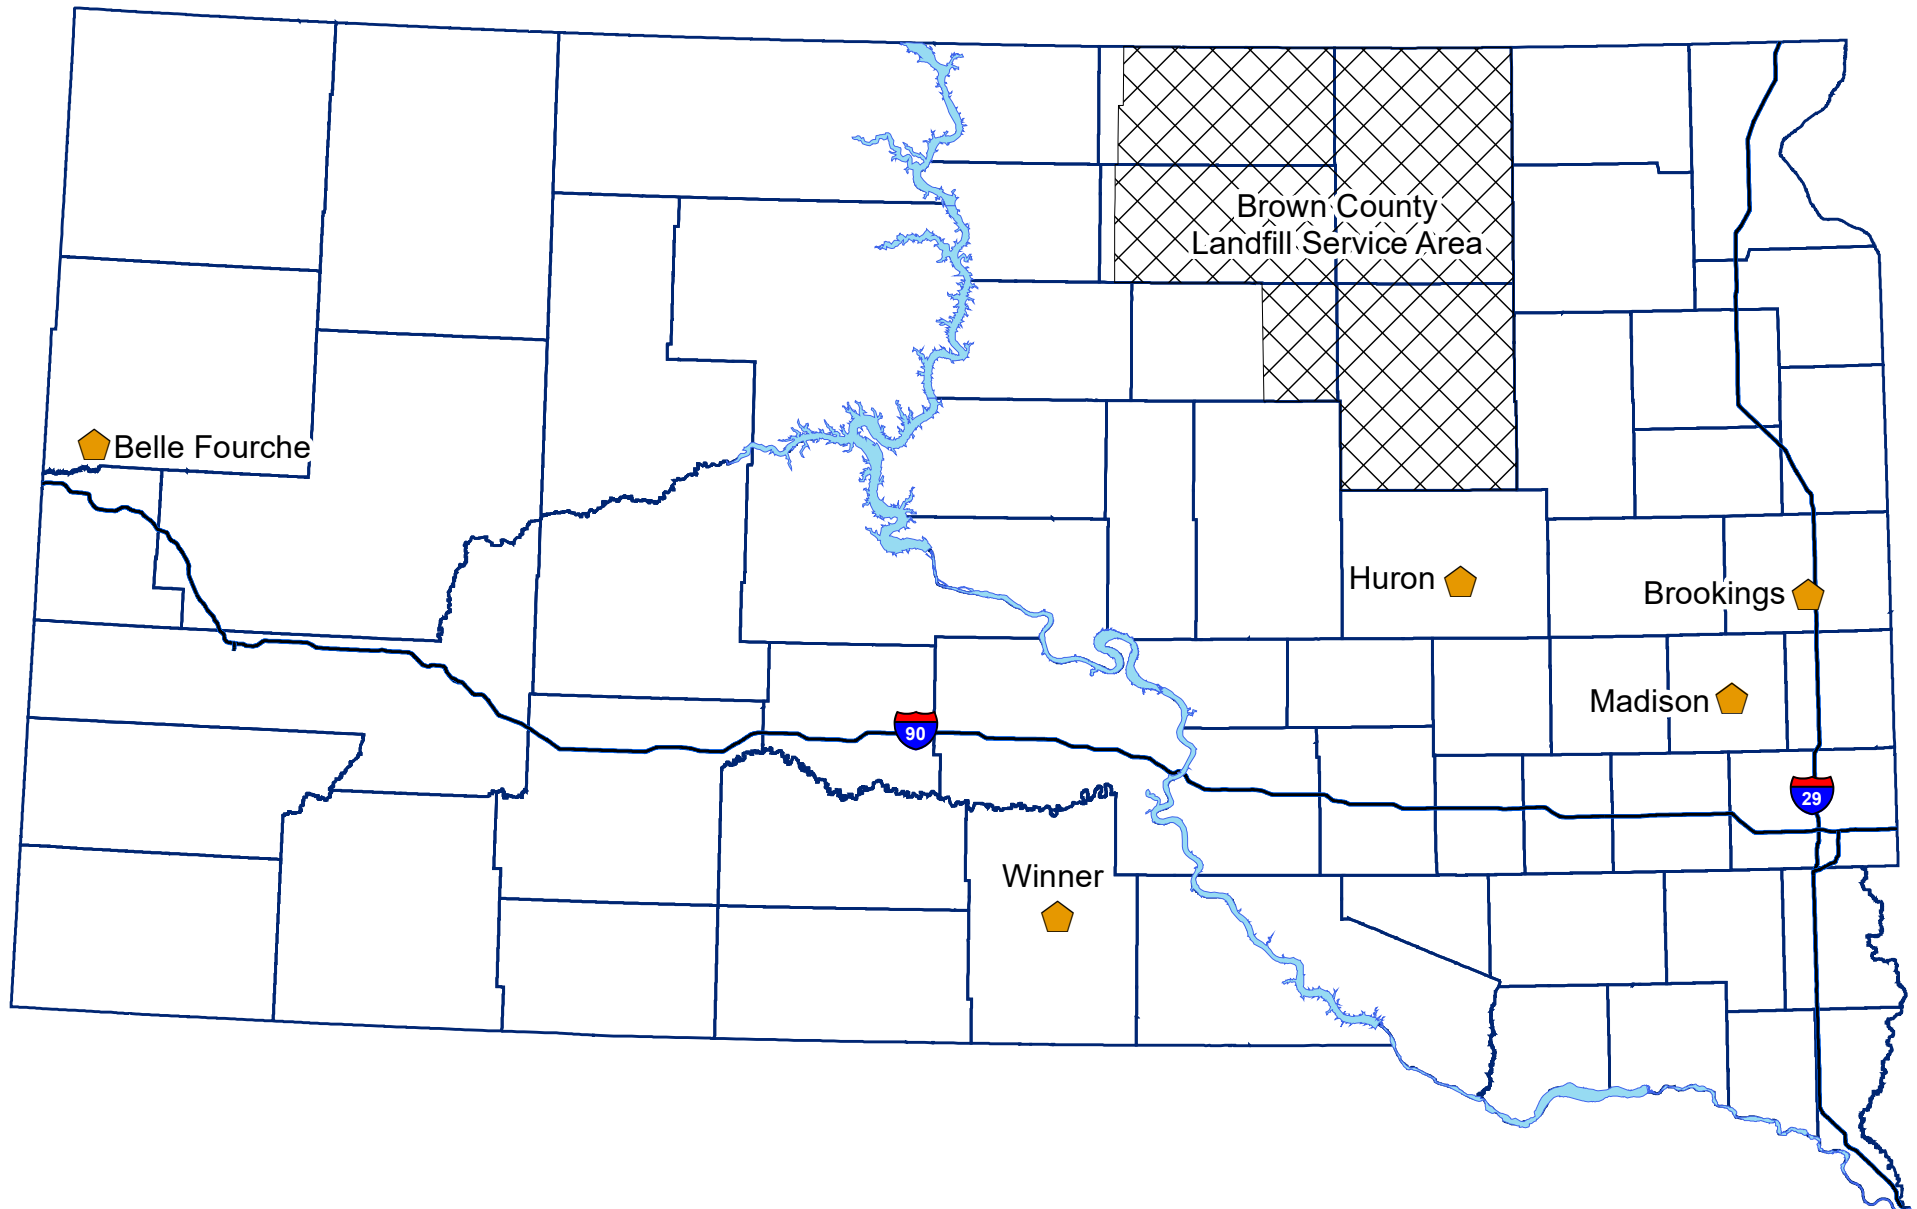 Brown County
Landfill Service Area
Belle Fourche
Huron
Brookings
Madison
90
29
Winner